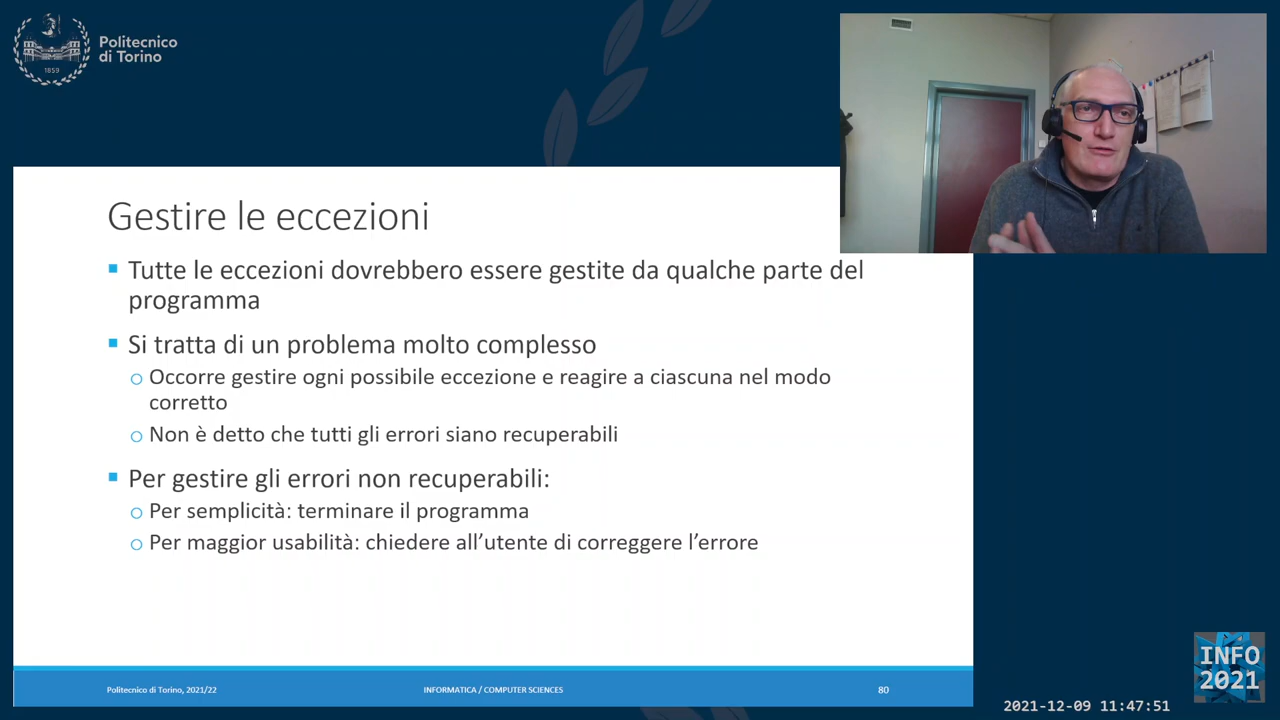 Politecnico
di Torino
1859
Gestire le eccezioni
Tutte le eccezioni dovrebbero essere gestite da qualche parte del
programma
Si tratta di un problema molto complesso
Occorre gestire ogni possibile eccezione e reagire a ciascuna nel modo
corretto
Non è detto che tutti gli errori siano recuperabili
Per gestire gli errori non recuperabili:
Per semplicità: terminare il programma
Per maggior usabilità: chiedere all’utente di correggere l’errore
Politecnico di Torino, 2021/22
INFORMATICA / COMPUTER SCIENCES
80
INFO
2021
2021-12-09 11:47:51